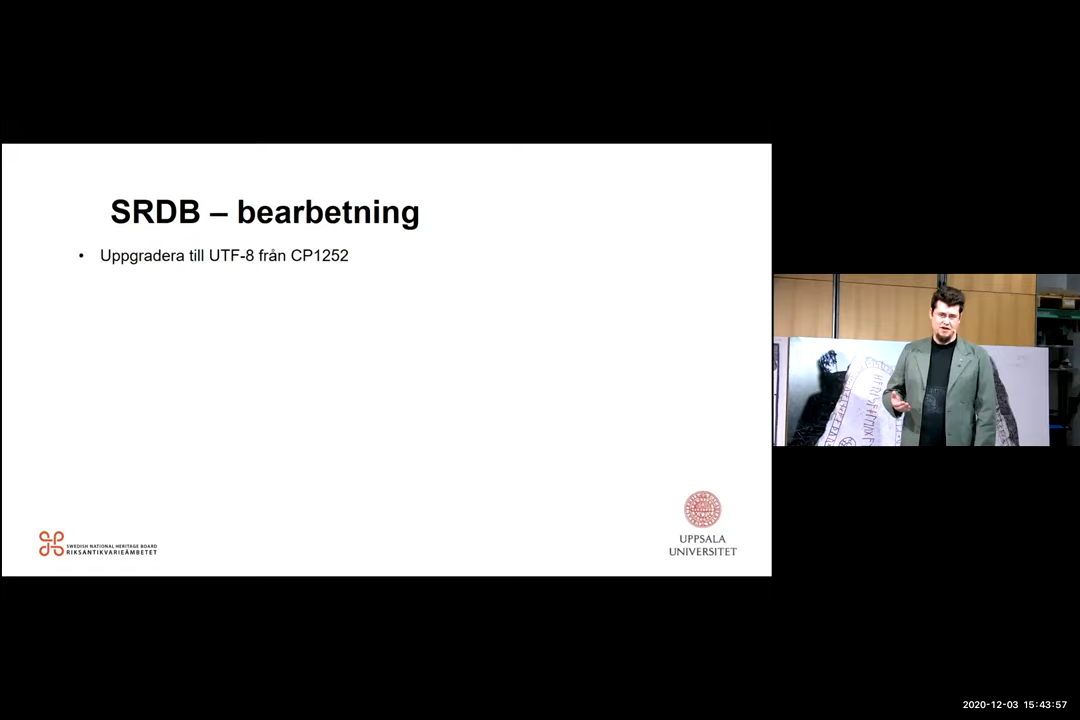 SRDB – bearbetning
• Uppgradera till UTF-8 från CP1252
SWEDISH NATIONAL HERITAGE BOARD
RIKSANTIKVARIEÄMBETET
UPPSALA
UNIVERSITET
2020-12-03 15:43:57